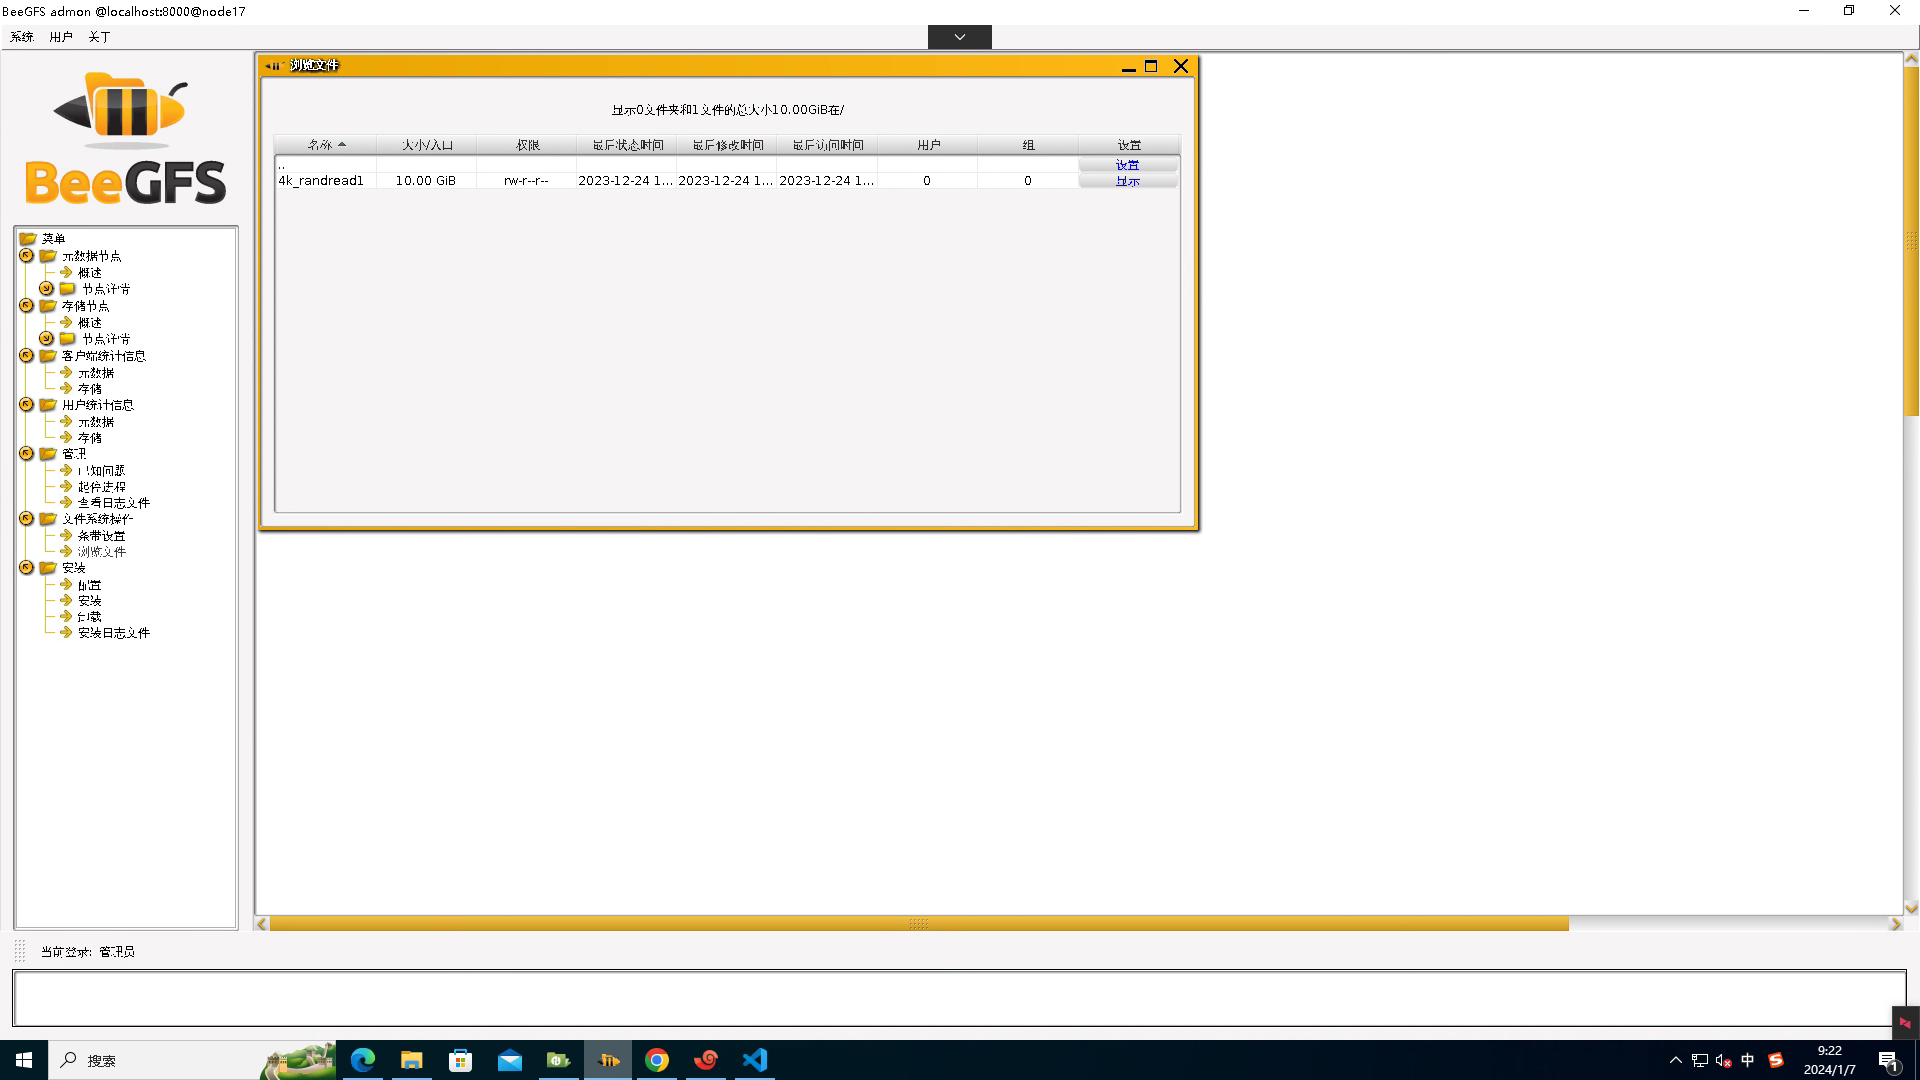 BeeGFS admon @localhost:8000@node17
系统 用户 关于
浏览文件
显示0文件夹和1文件的总大小10.00GiB在/
名称 大小/入口 权限 最后状态时间 最后修改时间 最后访问时间 用户 组 设置
.. 设置
4k_randread1 10.00 GiB rw-r--r-- 2023-12-24 1... 2023-12-24 1... 2023-12-24 1... 0 0 显示
BeeGFS
菜单
元数据节点
概述
节点详情
存储节点
概述
节点详情
客户端统计信息
元数据
存储
用户统计信息
元数据
存储
管理
已知问题
起停进程
查看日志文件
文件系统操作
条带设置
浏览文件
安装
配置
安装
卸载
安装日志文件
当前登录: 管理员
搜索
中
9:22
2024/1/7
1